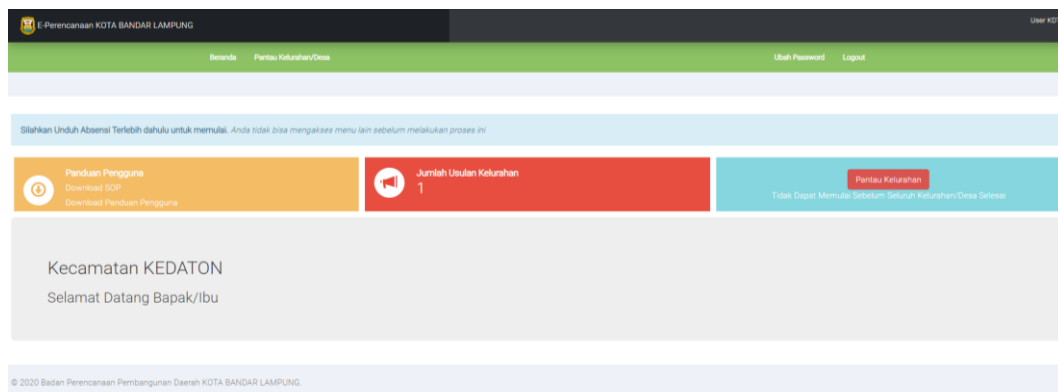 E-Perencanaan KOTA BANDAR LAMPUNG
User KDT
Beranda Pantau Kelurahan/Desa Ubah Password Logout
Silahkan Unduh Absensi Terlebih dahulu untuk memulai. Anda tidak bisa mengakses menu lain sebelum melakukan proses ini
Panduan Pengguna
Download SOP
Download Panduan Pengguna
Jumlah Usulan Kelurahan
1
Pantau Kelurahan
Tidak Dapat Memulai Sebelum Seluruh Kelurahan/Desa Selesai
Kecamatan KEDATON
Selamat Datang Bapak/Ibu
© 2020 Badan Perencanaan Pembangunan Daerah KOTA BANDAR LAMPUNG.